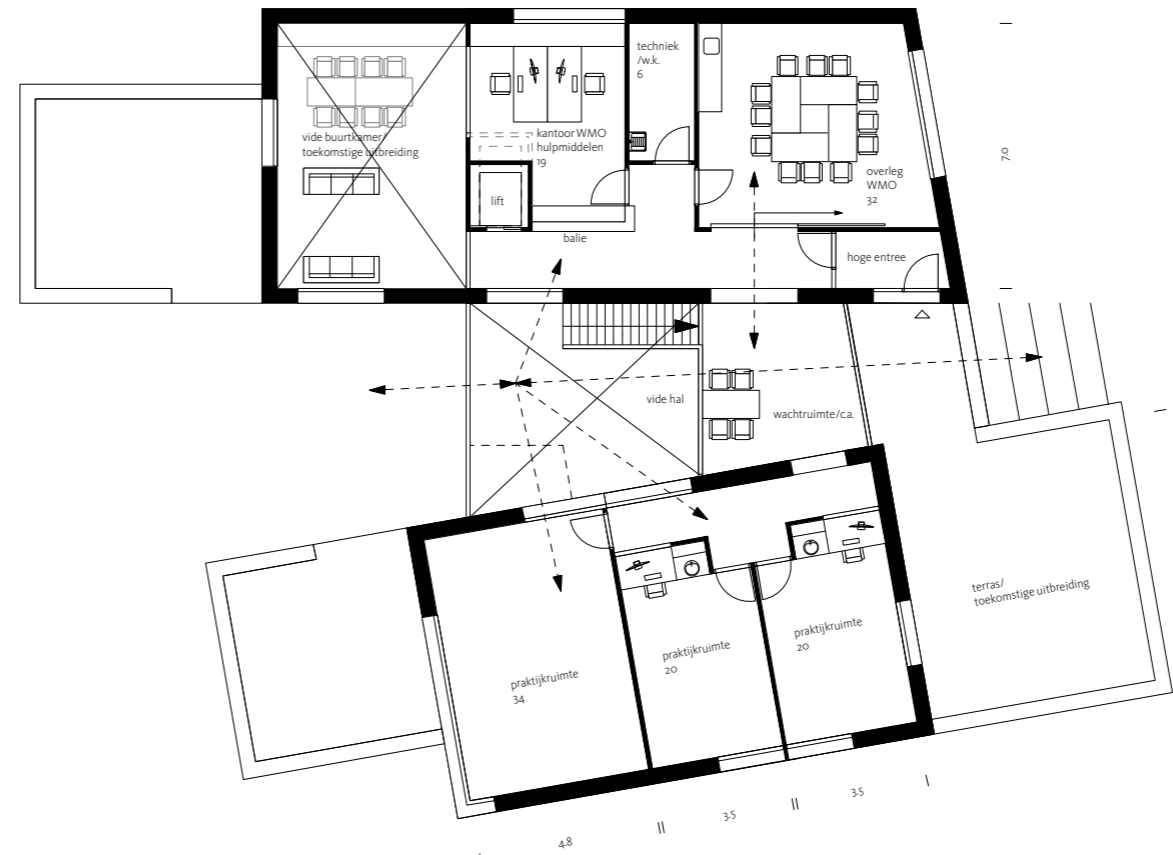 techniek
/w.k.
6
vide buurtkamer/
toekomstige uitbreiding
kantoor WMO
hulpmiddelen
19
overleg
WMO
32
7.0
lift
balie
hoge entree
vide hal
wachtruimte/c.a.
terras/
toekomstige uitbreiding
praktijkruimte
34
praktijkruimte
20
praktijkruimte
20
4.8
3.5
3.5